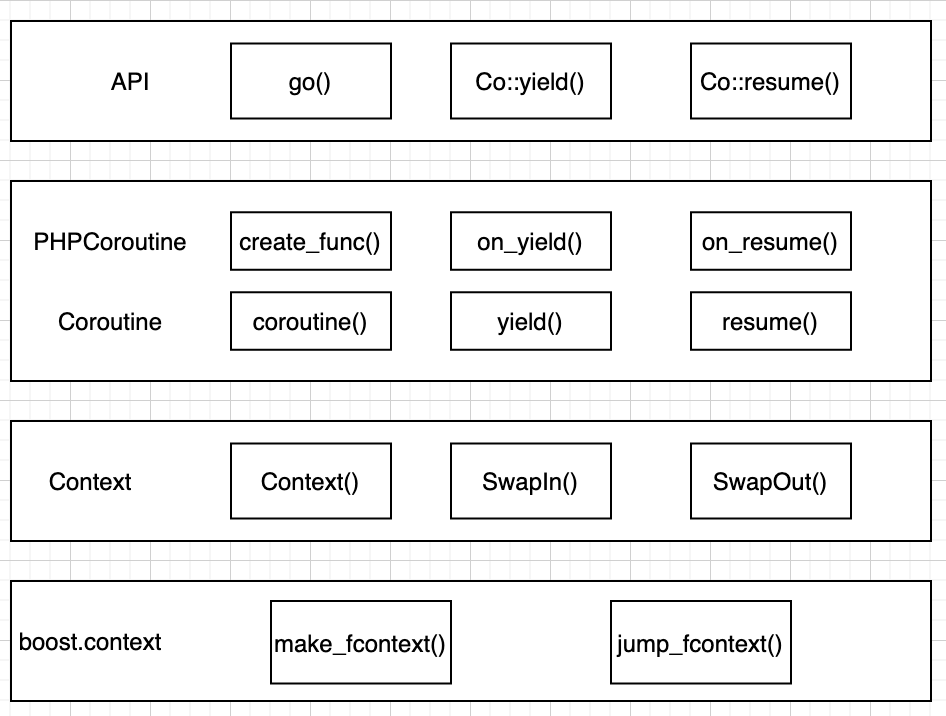 API
go()
Co::yield()
Co::resume()
PHPCoroutine
create_func()
on_yield()
on_resume()
Coroutine
coroutine()
yield()
resume()
Context
Context()
SwapIn()
SwapOut()
boost.context
make_fcontext()
jump_fcontext()